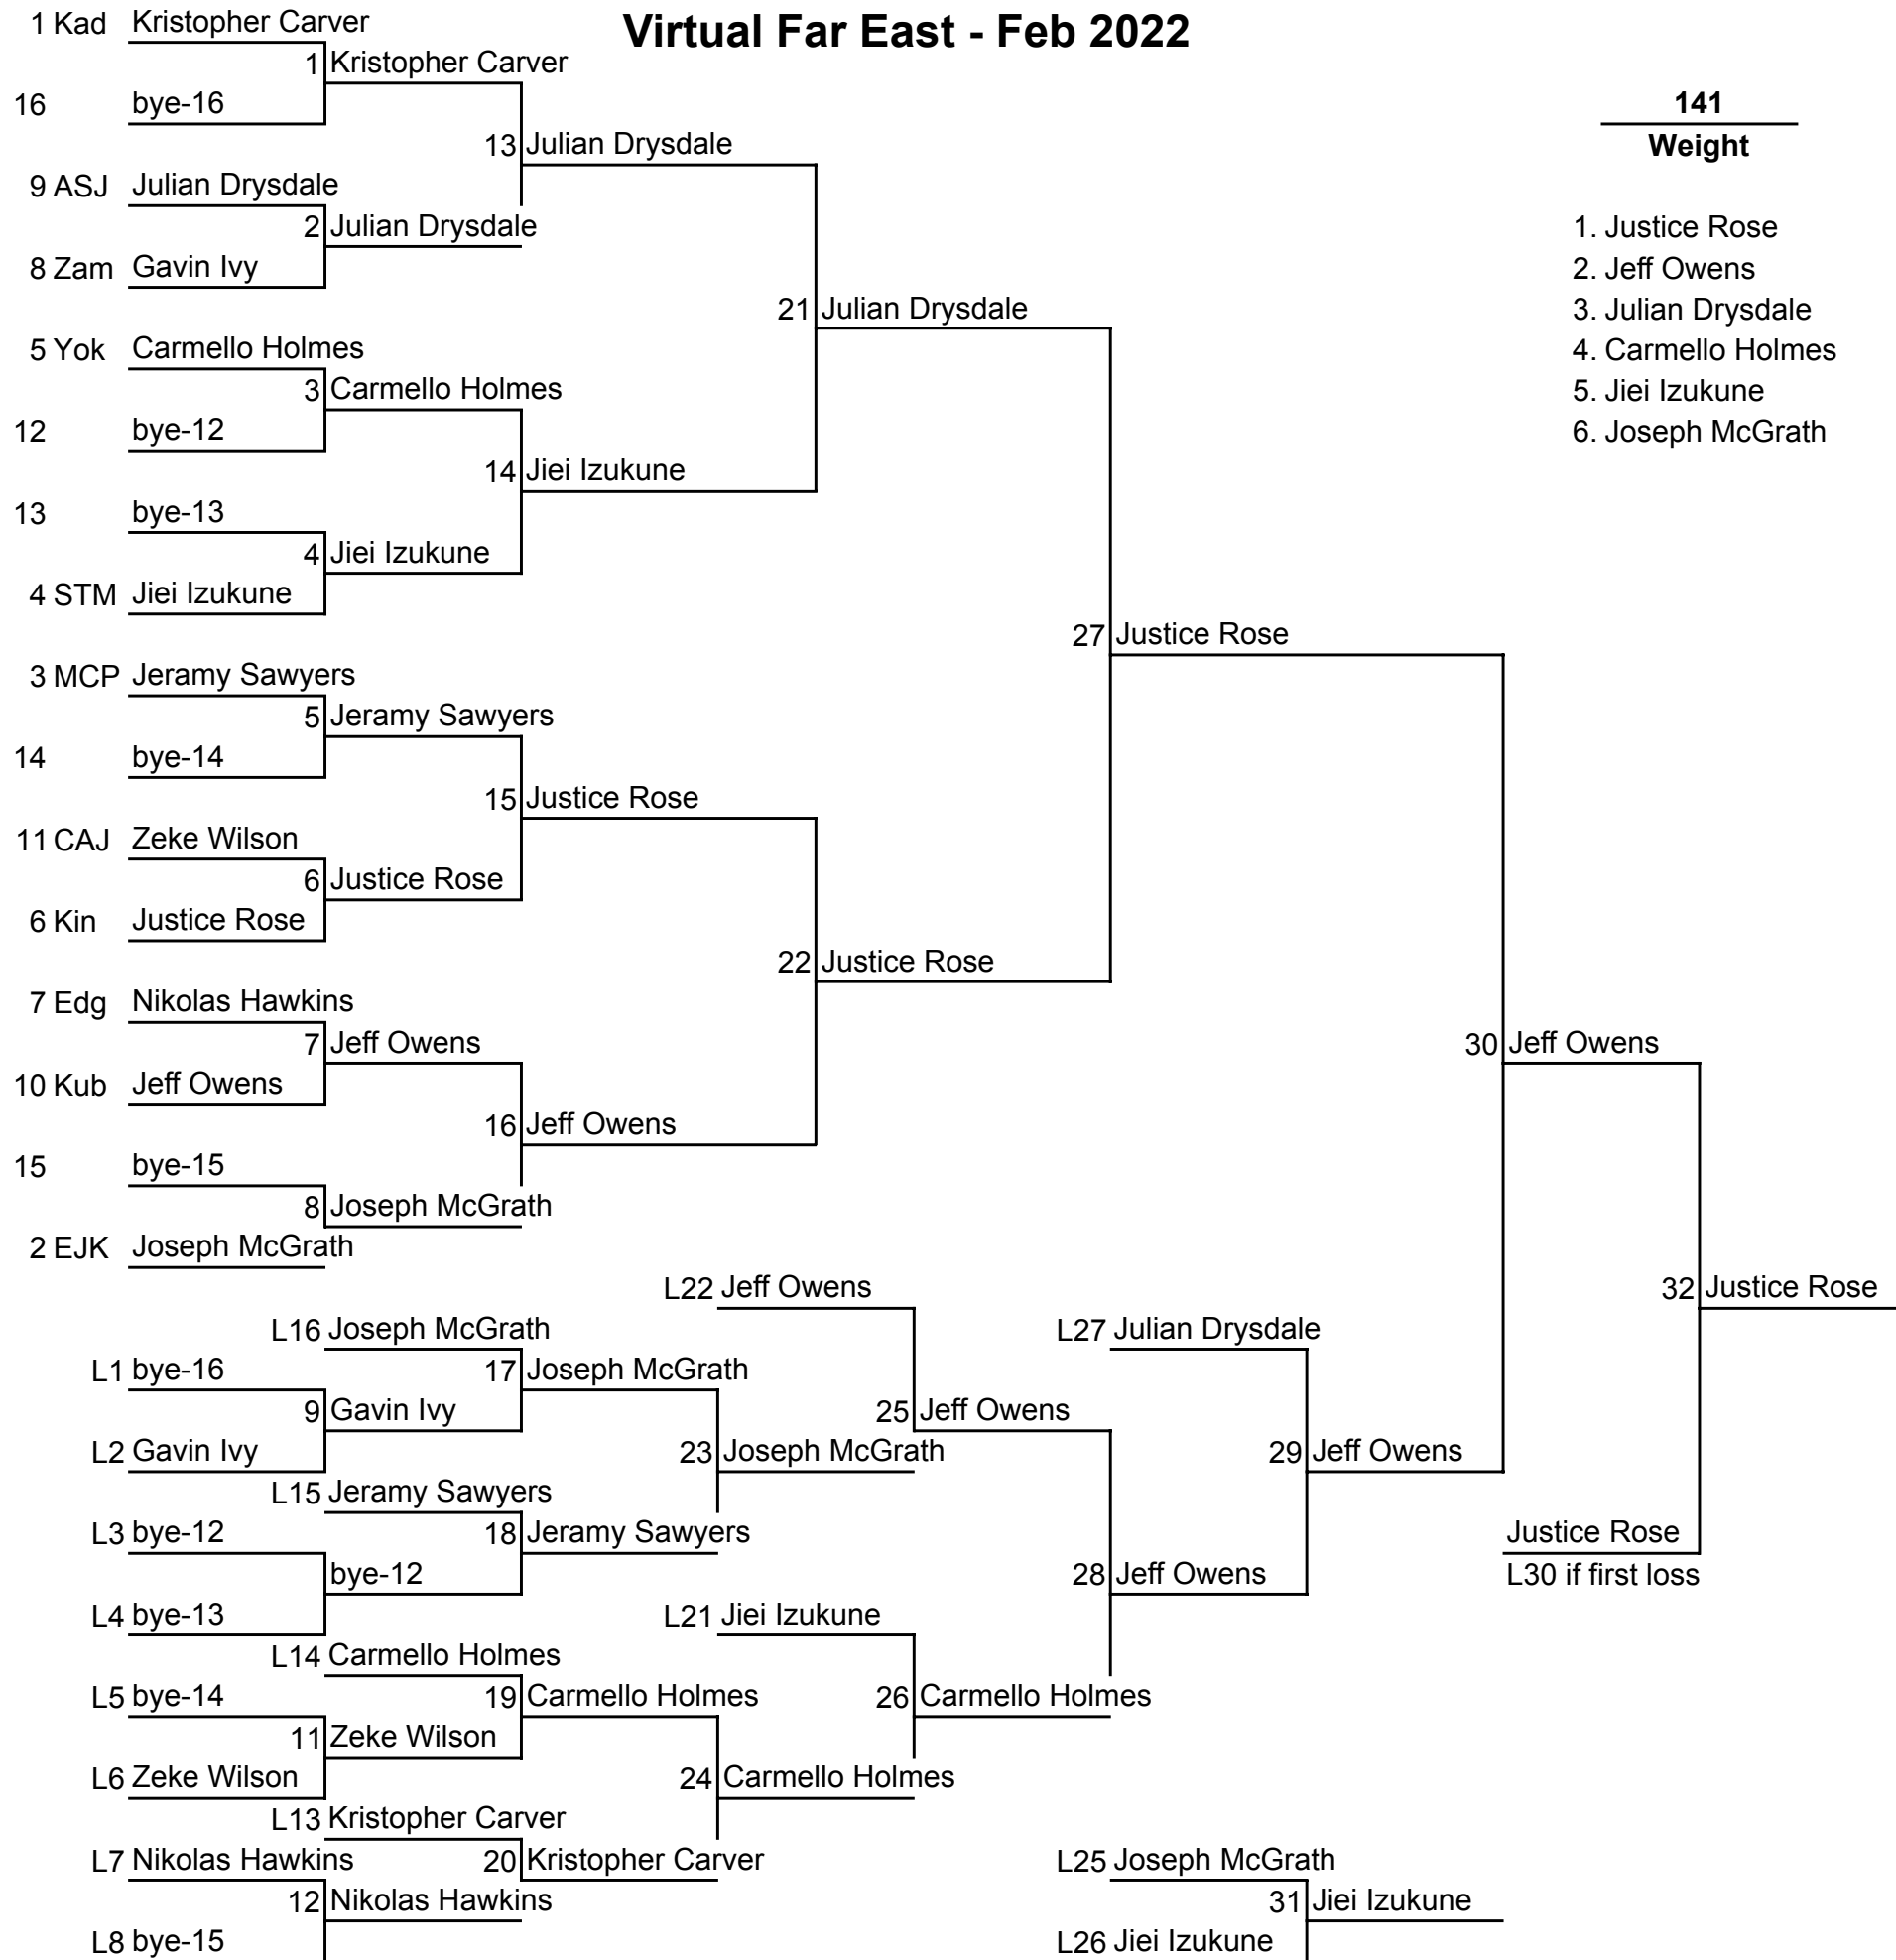 Virtual Far East - Feb 2022
1 Kad Kristopher Carver
1 Kristopher Carver
16 bye-16
141
Weight
13 Julian Drysdale
9 ASJ Julian Drysdale
2 Julian Drysdale
8 Zam Gavin Ivy
1. Justice Rose
2. Jeff Owens
3. Julian Drysdale
4. Carmello Holmes
5. Jiei Izukune
6. Joseph McGrath
21 Julian Drysdale
5 Yok Carmello Holmes
3 Carmello Holmes
12 bye-12
14 Jiei Izukune
13 bye-13
4 Jiei Izukune
4 STM Jiei Izukune
27 Justice Rose
3 MCP Jeramy Sawyers
5 Jeramy Sawyers
14 bye-14
15 Justice Rose
11 CAJ Zeke Wilson
6 Justice Rose
6 Kin Justice Rose
22 Justice Rose
7 Edg Nikolas Hawkins
7 Jeff Owens
30 Jeff Owens
10 Kub Jeff Owens
16 Jeff Owens
15 bye-15
8 Joseph McGrath
2 EJK Joseph McGrath
L22 Jeff Owens
32 Justice Rose
L16 Joseph McGrath
L27 Julian Drysdale
L1 bye-16
17 Joseph McGrath
9 Gavin Ivy
25 Jeff Owens
L2 Gavin Ivy
23 Joseph McGrath
29 Jeff Owens
L15 Jeramy Sawyers
L3 bye-12
18 Jeramy Sawyers
Justice Rose
bye-12
28 Jeff Owens
L30 if first loss
L4 bye-13
L21 Jiei Izukune
L14 Carmello Holmes
L5 bye-14
19 Carmello Holmes
26 Carmello Holmes
11 Zeke Wilson
L6 Zeke Wilson
24 Carmello Holmes
L13 Kristopher Carver
L7 Nikolas Hawkins
20 Kristopher Carver
L25 Joseph McGrath
12 Nikolas Hawkins
31 Jiei Izukune
L8 bye-15
L26 Jiei Izukune